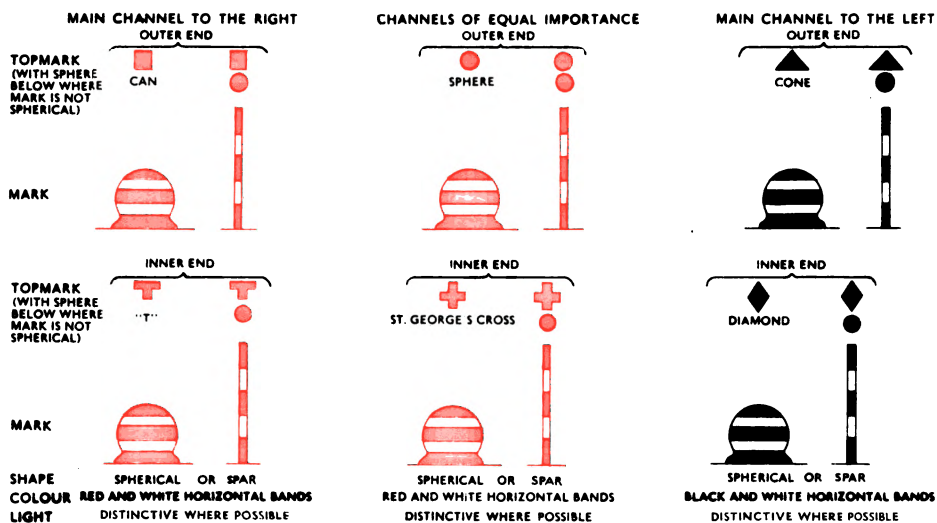 MAIN CHANNEL TO THE RIGHT
CHANNELS OF EQUAL IMPORTANCE
MAIN CHANNEL TO THE LEFT
OUTER END
OUTER END
OUTER END
TOPMARK
(WITH SPHERE
BELOW WHERE
MARK IS NOT
SPHERICAL)
CAN
SPHERE
CONE
MARK
INNER END
INNER END
INNER END
TOPMARK
(WITH SPHERE
BELOW WHERE
MARK IS NOT
SPHERICAL)
"T"
ST. GEORGE S CROSS
DIAMOND
MARK
SHAPE SPHERICAL OR SPAR SPHERICAL OR SPAR SPHERICAL OR SPAR
COLOUR RED AND WHITE HORIZONTAL BANDS RED AND WHITE HORIZONTAL BANDS BLACK AND WHITE HORIZONTAL BANDS
LIGHT DISTINCTIVE WHERE POSSIBLE DISTINCTIVE WHERE POSSIBLE DISTINCTIVE WHERE POSSIBLE